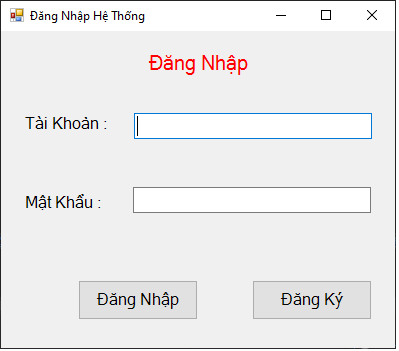 Đăng Nhập Hệ Thống
Đăng Nhập
Tài Khoản :
Mật Khẩu :
Đăng Nhập
Đăng Ký